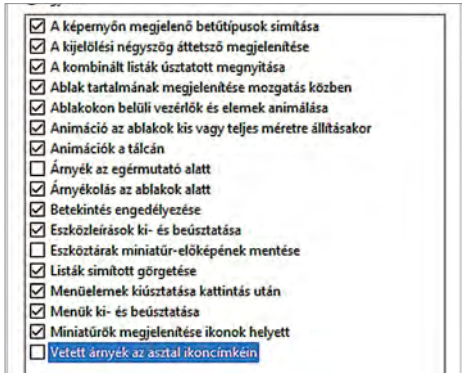 A képernyőn megjelenő betűtípusok simítása
A kijelölési négyszög áttetsző megjelenítése
A kombinált listák úsztatott megnyitása
Ablak tartalmának megjelenítése mozgatás közben
Ablakokon belüli vezérlők és elemek animálása
Animáció az ablakok kis vagy teljes méretre állításakor
Animációk a tálcán
Árnyék az egérmutató alatt
Árnyékolás az ablakok alatt
Betekintés engedélyezése
Eszközleírások ki- és beúsztatása
Eszköztárak miniatűr-előképének mentése
Listák simított görgetése
Menüelemek kiúsztatása kattintás után
Menük ki- és beúsztatása
Miniatűrök megjelenítése ikonok helyett
Vetett árnyék az asztal ikoncímkéin